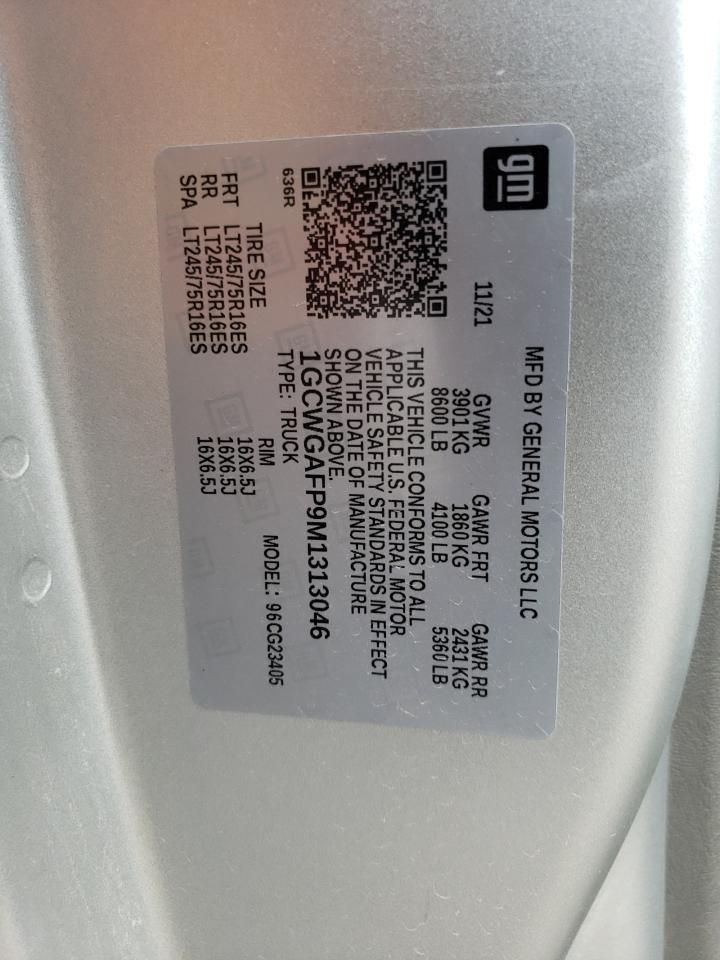 gm
MFD BY GENERAL MOTORS LLC
11/21
GVWR GAWR FRT GAWR RR
3901 KG 1860 KG 2431 KG
8600 LB 4100 LB 5360 LB
THIS VEHICLE CONFORMS TO ALL
APPLICABLE U.S. FEDERAL MOTOR
VEHICLE SAFETY STANDARDS IN EFFECT
ON THE DATE OF MANUFACTURE
SHOWN ABOVE.
1GCWGAFP9M1313046
636R
TYPE: TRUCK
MODEL: 96CG23405
TIRE SIZE RIM
FRT LT245/75R16ES 16X6.5J
RR LT245/75R16ES 16X6.5J
SPA LT245/75R16ES 16X6.5J